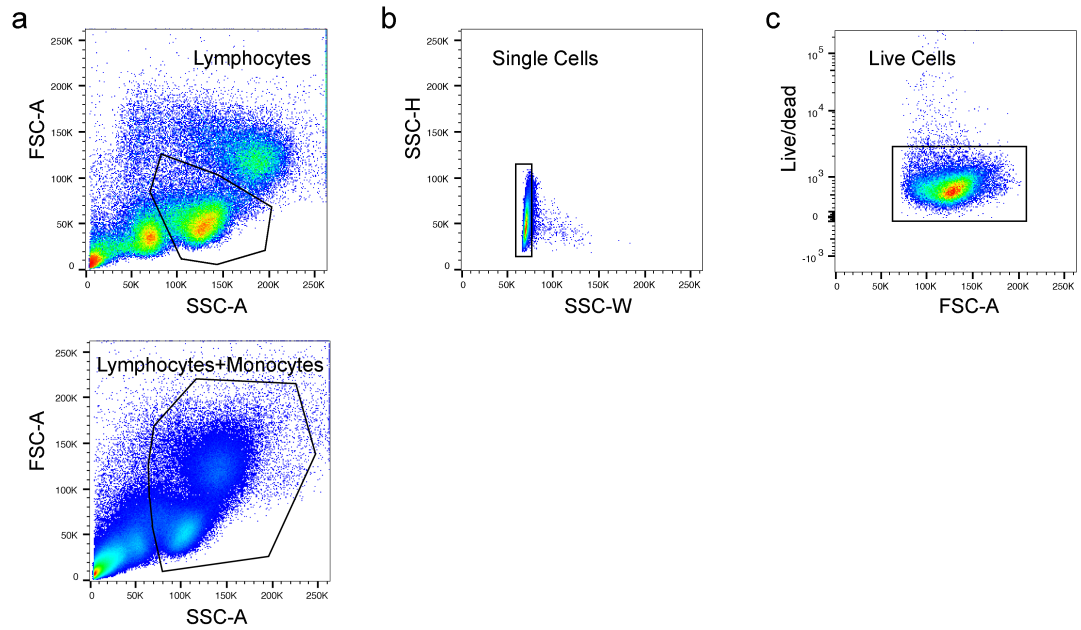 a
Lymphocytes
FSC-A
250K
200K
150K
100K
50K
0
0 50K 100K 150K 200K 250K
SSC-A
b
Single Cells
SSC-H
250K
200K
150K
100K
50K
0
0 50K 100K 150K 200K 250K
SSC-W
c
Live Cells
Live/dead
10^5
10^4
10^3
0
-10^3
0 50K 100K 150K 200K 250K
FSC-A
Lymphocytes+Monocytes
FSC-A
250K
200K
150K
100K
50K
0
0 50K 100K 150K 200K 250K
SSC-A